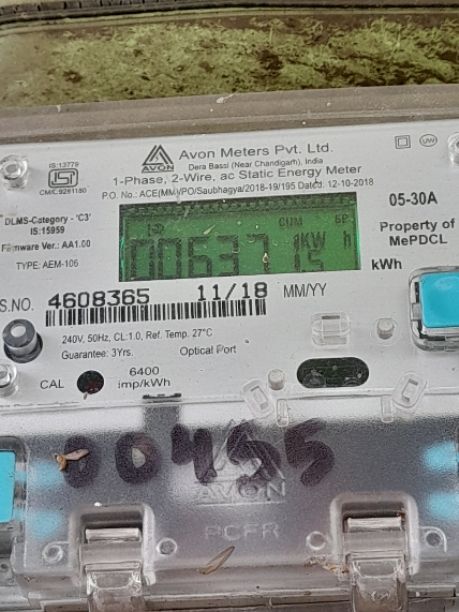 IS:13779
ISI
CM/L 9281180
AVON
Avon Meters Pvt. Ltd.
Dera Bassi (Near Chandigarh), India
1-Phase, 2-Wire, ac Static Energy Meter
P.O. No.: ACE(MM)/PO/Saubhagya/2018-19/195 Dated: 12-10-2018
UW
DLMS-Category - 'C3'
IS:15959
Firmware Ver.: AA1.00
TYPE: AEM-106
CUM
KW h
05-30A
Property of
MePDCL
kWh
S.NO. 4608365 11/18 MM/YY
240V, 50Hz, CL:1.0, Ref. Temp. 27°C
Guarantee: 3Yrs. Optical Port
CAL 6400
imp/kWh
00455
AVON